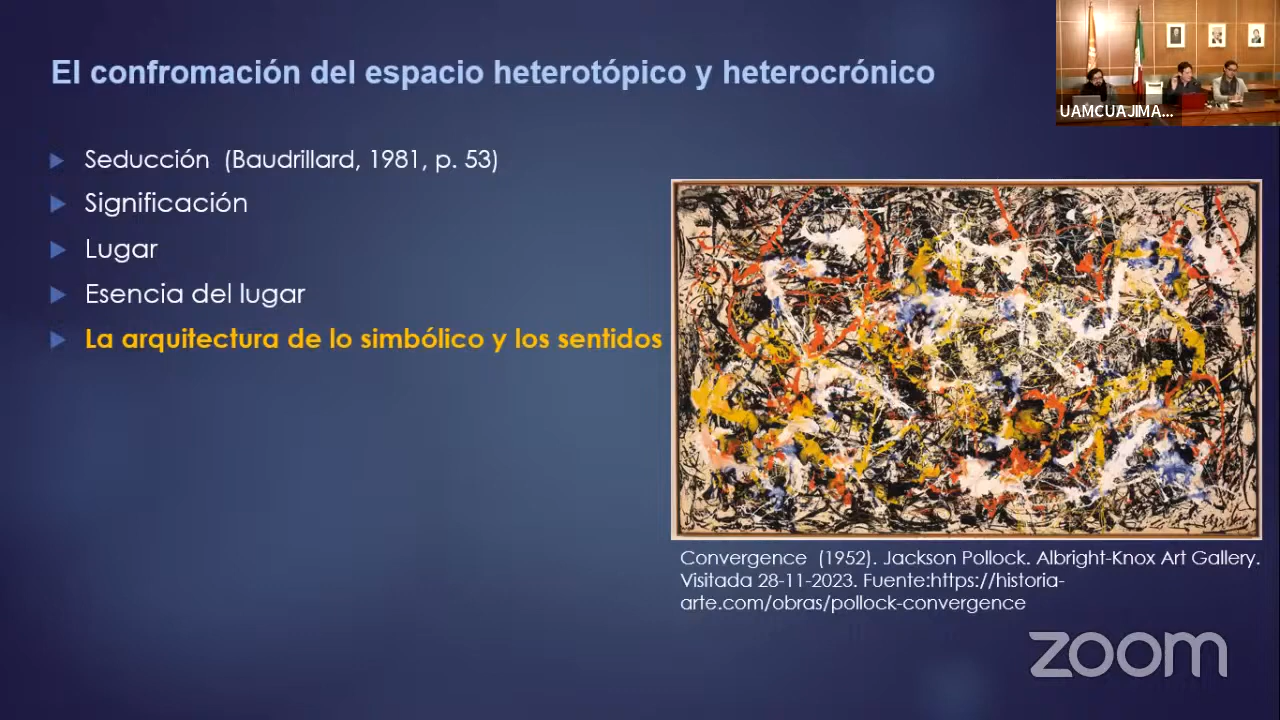 El confromación del espacio heterotópico y heterocrónico
UAMCUAJIMA...
Seducción (Baudrillard, 1981, p. 53)
Significación
Lugar
Esencia del lugar
La arquitectura de lo simbólico y los sentidos
Convergence (1952). Jackson Pollock. Albright-Knox Art Gallery.
Visitada 28-11-2023. Fuente:https://historia-
arte.com/obras/pollock-convergence
zoom